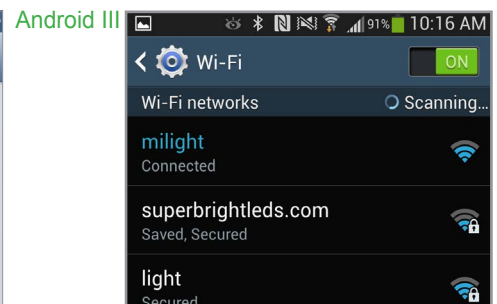 Android III
91% 10:16 AM
Wi-Fi ON
Wi-Fi networks Scanning...
milight
Connected
superbrightleds.com
Saved, Secured
light
Secured